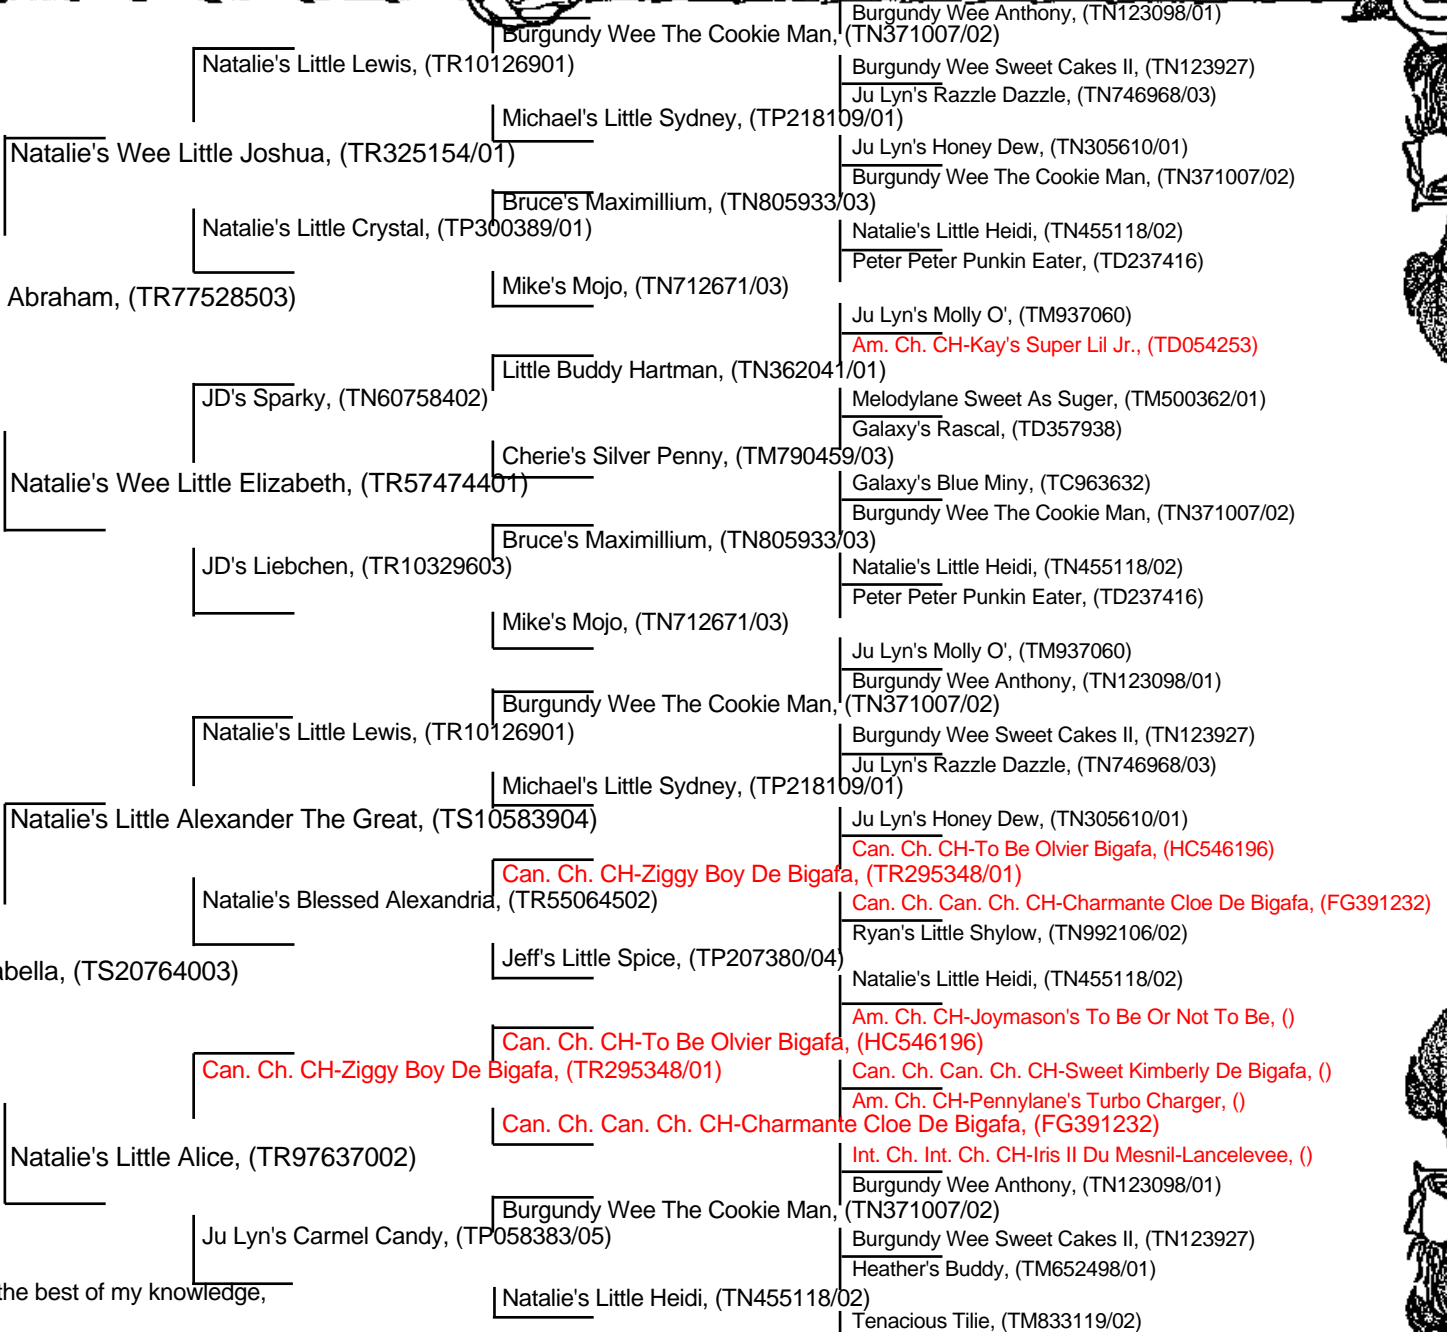 Burgundy Wee Anthony, (TN123098/01)
Burgundy Wee The Cookie Man, (TN371007/02)
Natalie's Little Lewis, (TR10126901)
Burgundy Wee Sweet Cakes II, (TN123927)
Ju Lyn's Razzle Dazzle, (TN746968/03)
Michael's Little Sydney, (TP218109/01)
Natalie's Wee Little Joshua, (TR325154/01)
Ju Lyn's Honey Dew, (TN305610/01)
Burgundy Wee The Cookie Man, (TN371007/02)
Bruce's Maximillium, (TN805933/03)
Natalie's Little Crystal, (TP300389/01)
Natalie's Little Heidi, (TN455118/02)
Peter Peter Punkin Eater, (TD237416)
Mike's Mojo, (TN712671/03)
Abraham, (TR77528503)
Ju Lyn's Molly O', (TM937060)
Am. Ch. CH-Kay's Super Lil Jr., (TD054253)
Little Buddy Hartman, (TN362041/01)
JD's Sparky, (TN60758402)
Melodylane Sweet As Suger, (TM500362/01)
Galaxy's Rascal, (TD357938)
Cherie's Silver Penny, (TM790459/03)
Natalie's Wee Little Elizabeth, (TR57474401)
Galaxy's Blue Miny, (TC963632)
Burgundy Wee The Cookie Man, (TN371007/02)
Bruce's Maximillium, (TN805933/03)
JD's Liebchen, (TR10329603)
Natalie's Little Heidi, (TN455118/02)
Peter Peter Punkin Eater, (TD237416)
Mike's Mojo, (TN712671/03)
Ju Lyn's Molly O', (TM937060)
Burgundy Wee Anthony, (TN123098/01)
Burgundy Wee The Cookie Man, (TN371007/02)
Natalie's Little Lewis, (TR10126901)
Burgundy Wee Sweet Cakes II, (TN123927)
Ju Lyn's Razzle Dazzle, (TN746968/03)
Michael's Little Sydney, (TP218109/01)
Natalie's Little Alexander The Great, (TS10583904)
Ju Lyn's Honey Dew, (TN305610/01)
Can. Ch. CH-To Be Olvier Bigafa, (HC546196)
Can. Ch. CH-Ziggy Boy De Bigafa, (TR295348/01)
Natalie's Blessed Alexandria, (TR55064502)
Can. Ch. Can. Ch. CH-Charmante Cloe De Bigafa, (FG391232)
Ryan's Little Shylow, (TN992106/02)
Jeff's Little Spice, (TP207380/04)
abella, (TS20764003)
Natalie's Little Heidi, (TN455118/02)
Am. Ch. CH-Joymason's To Be Or Not To Be, ()
Can. Ch. CH-To Be Olvier Bigafa, (HC546196)
Can. Ch. CH-Ziggy Boy De Bigafa, (TR295348/01)
Can. Ch. Can. Ch. CH-Sweet Kimberly De Bigafa, ()
Am. Ch. CH-Pennylane's Turbo Charger, ()
Can. Ch. Can. Ch. CH-Charmante Cloe De Bigafa, (FG391232)
Natalie's Little Alice, (TR97637002)
Int. Ch. Int. Ch. CH-Iris II Du Mesnil-Lancelevee, ()
Burgundy Wee Anthony, (TN123098/01)
Burgundy Wee The Cookie Man, (TN371007/02)
Ju Lyn's Carmel Candy, (TP058383/05)
Burgundy Wee Sweet Cakes II, (TN123927)
Heather's Buddy, (TM652498/01)
the best of my knowledge,
Natalie's Little Heidi, (TN455118/02)
Tenacious Tilie, (TM833119/02)